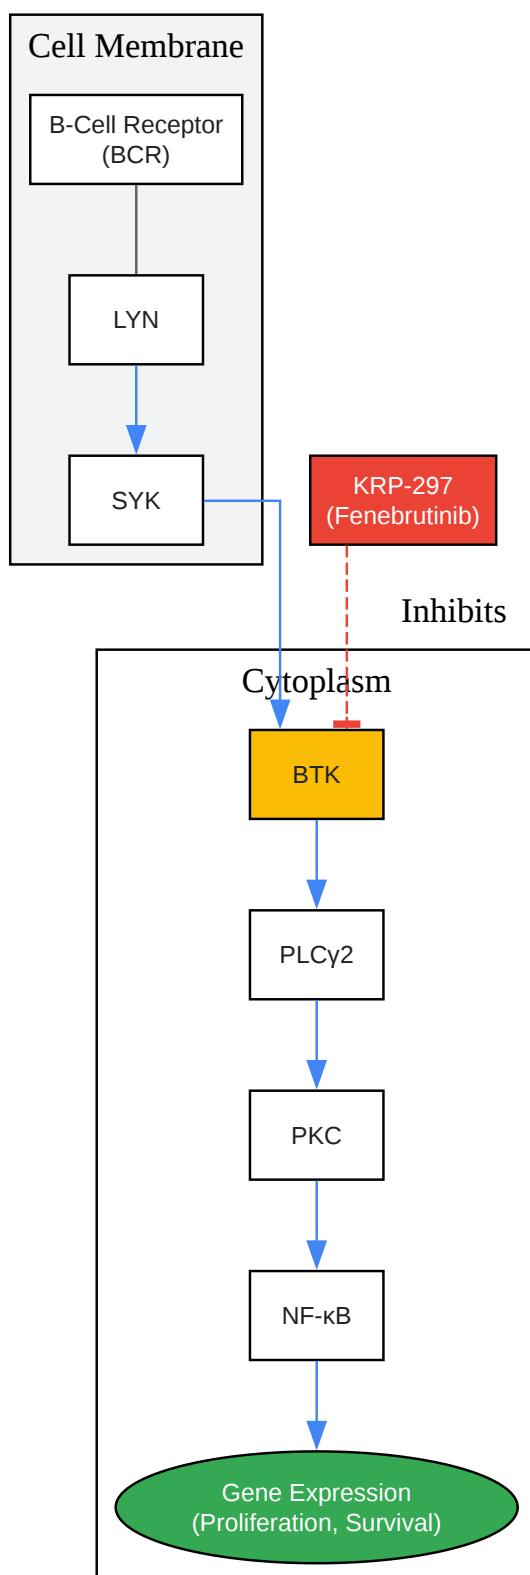 Cell Membrane
B-Cell Receptor
(BCR)
LYN
SYK
KRP-297
(Fenebrutinib)
Inhibits
Cytoplasm
BTK
PLCγ2
PKC
NF-κB
Gene Expression
(Proliferation, Survival)